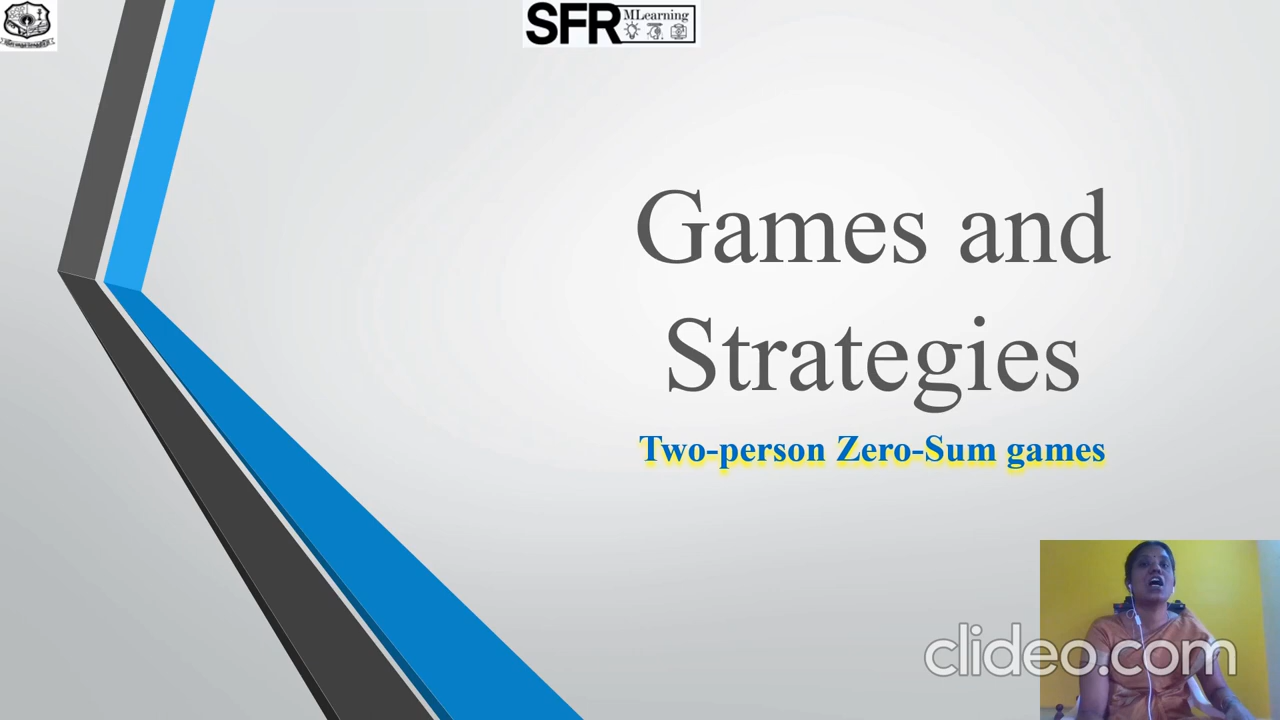 SFR MLearning
Games and
Strategies
Two-person Zero-Sum games
clideo.com